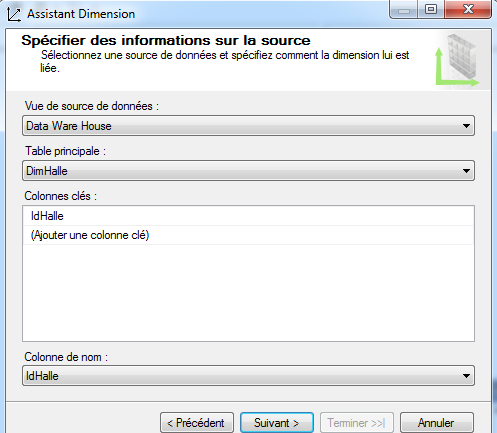 Assistant Dimension
Spécifier des informations sur la source
Sélectionnez une source de données et spécifiez comment la dimension lui est
liée.
Vue de source de données :
Data Ware House
Table principale :
DimHalle
Colonnes clés :
IdHalle
(Ajouter une colonne clé)
Colonne de nom :
IdHalle
< Précédent
Suivant >
Terminer >>|
Annuler